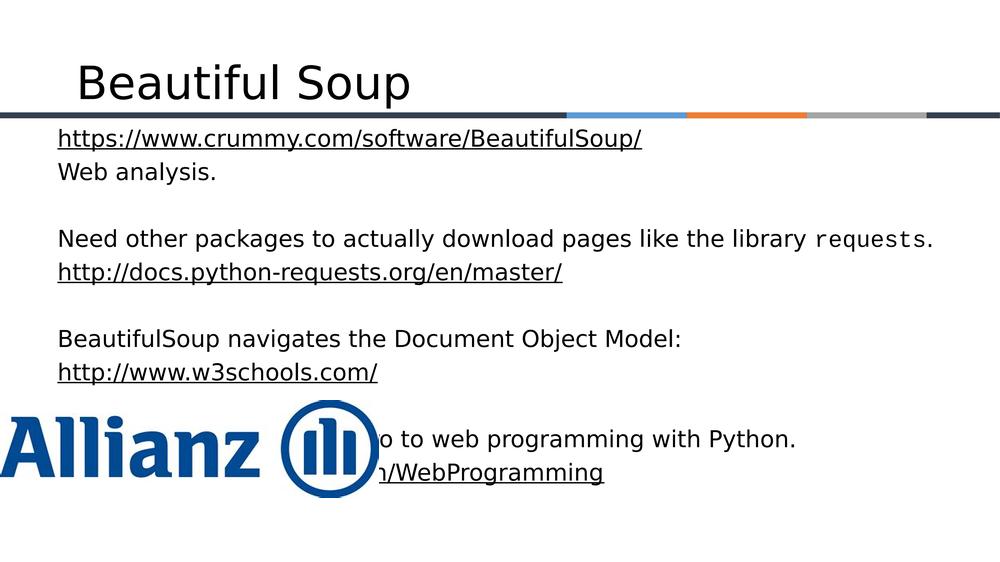 Beautiful Soup
https://www.crummy.com/software/BeautifulSoup/
Web analysis.
Need other packages to actually download pages like the library requests.
http://docs.python-requests.org/en/master/
BeautifulSoup navigates the Document Object Model:
http://www.w3schools.com/
Allianz
to web programming with Python.
/WebProgramming